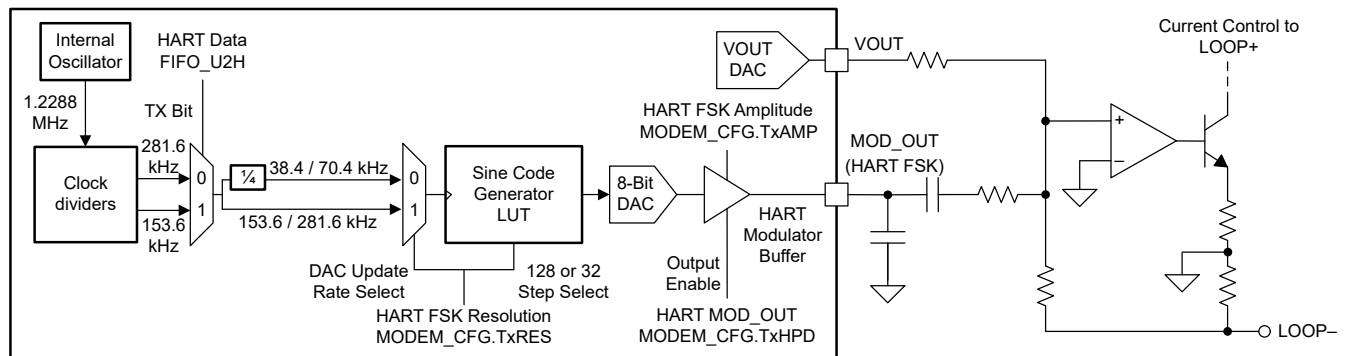 Internal
Oscillator
HART Data
FIFO_U2H
1.2288
MHz
TX Bit
281.6
kHz
Clock
dividers
153.6
kHz
0
1
¼
38.4 / 70.4 kHz
153.6 / 281.6 kHz
0
1
Sine Code
Generator
LUT
DAC Update
Rate Select
128 or 32
Step Select
HART FSK Resolution
MODEM_CFG.TxRES
8-Bit
DAC
VOUT
DAC
HART FSK Amplitude
MODEM_CFG.TxAMP
HART
Modulator
Buffer
Output
Enable
HART MOD_OUT
MODEM_CFG.TxHPD
VOUT
MOD_OUT
(HART FSK)
+
–
Current Control to
LOOP+
LOOP–